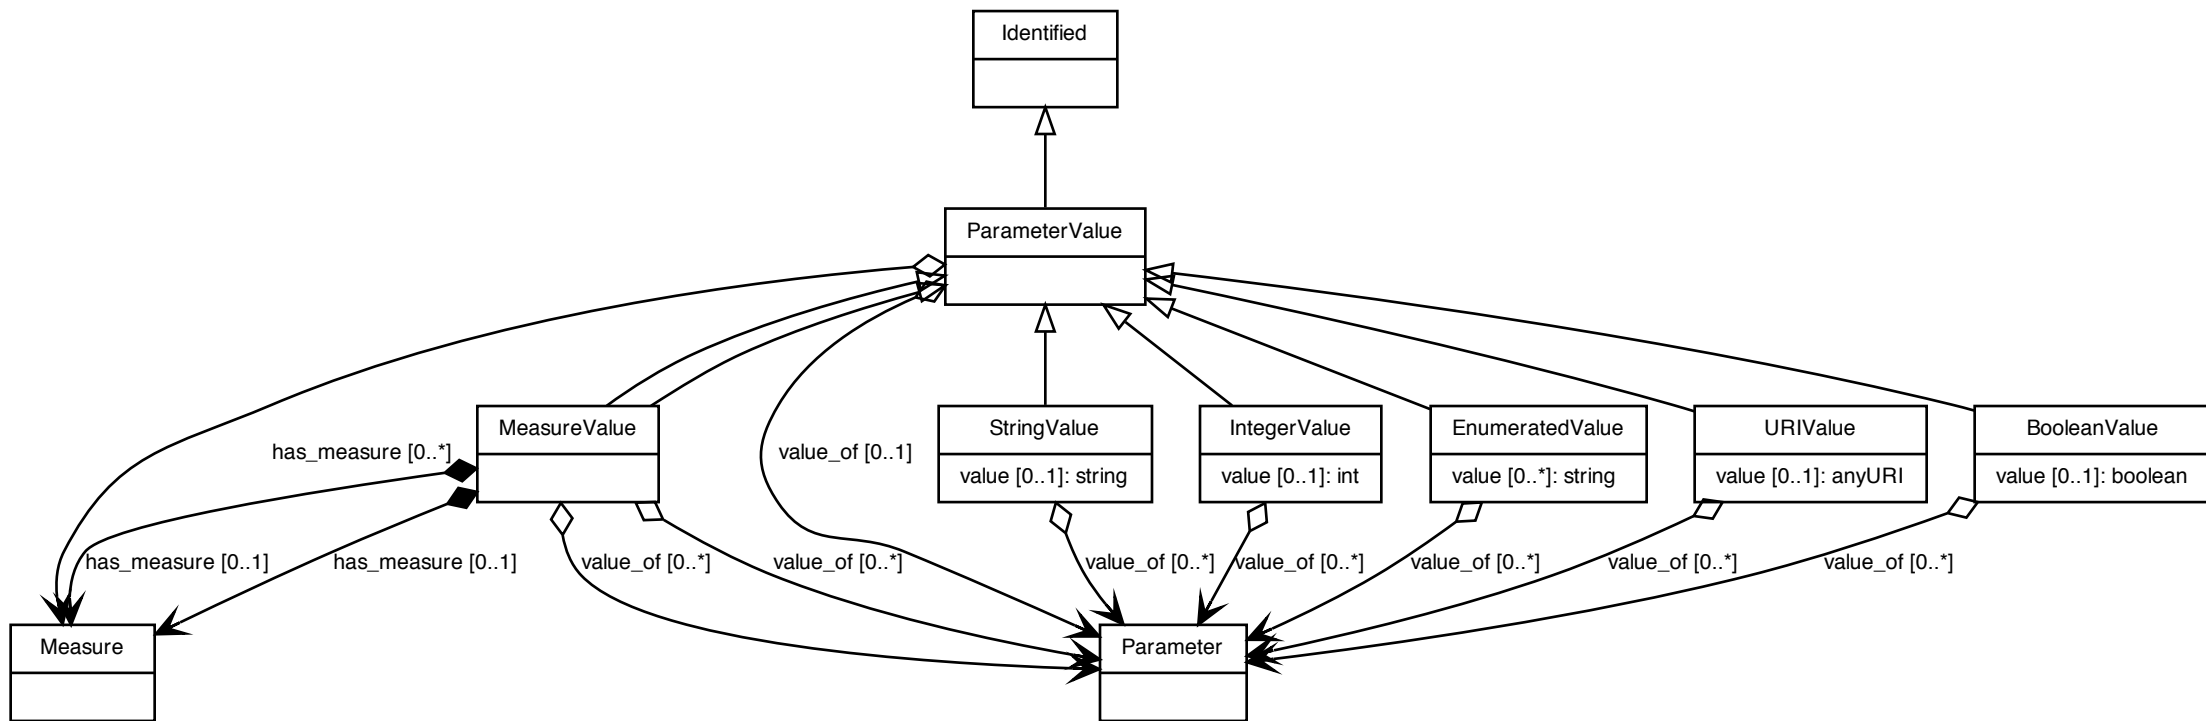 Identified
ParameterValue
MeasureValue
StringValue
value [0..1]: string
IntegerValue
value [0..1]: int
EnumeratedValue
value [0..*]: string
URIValue
value [0..1]: anyURI
BooleanValue
value [0..1]: boolean
has_measure [0..*]
value_of [0..1]
has_measure [0..1]
has_measure [0..1]
value_of [0..*]
value_of [0..*]
value_of [0..*]
value_of [0..*]
value_of [0..*]
value_of [0..*]
value_of [0..*]
Measure
Parameter